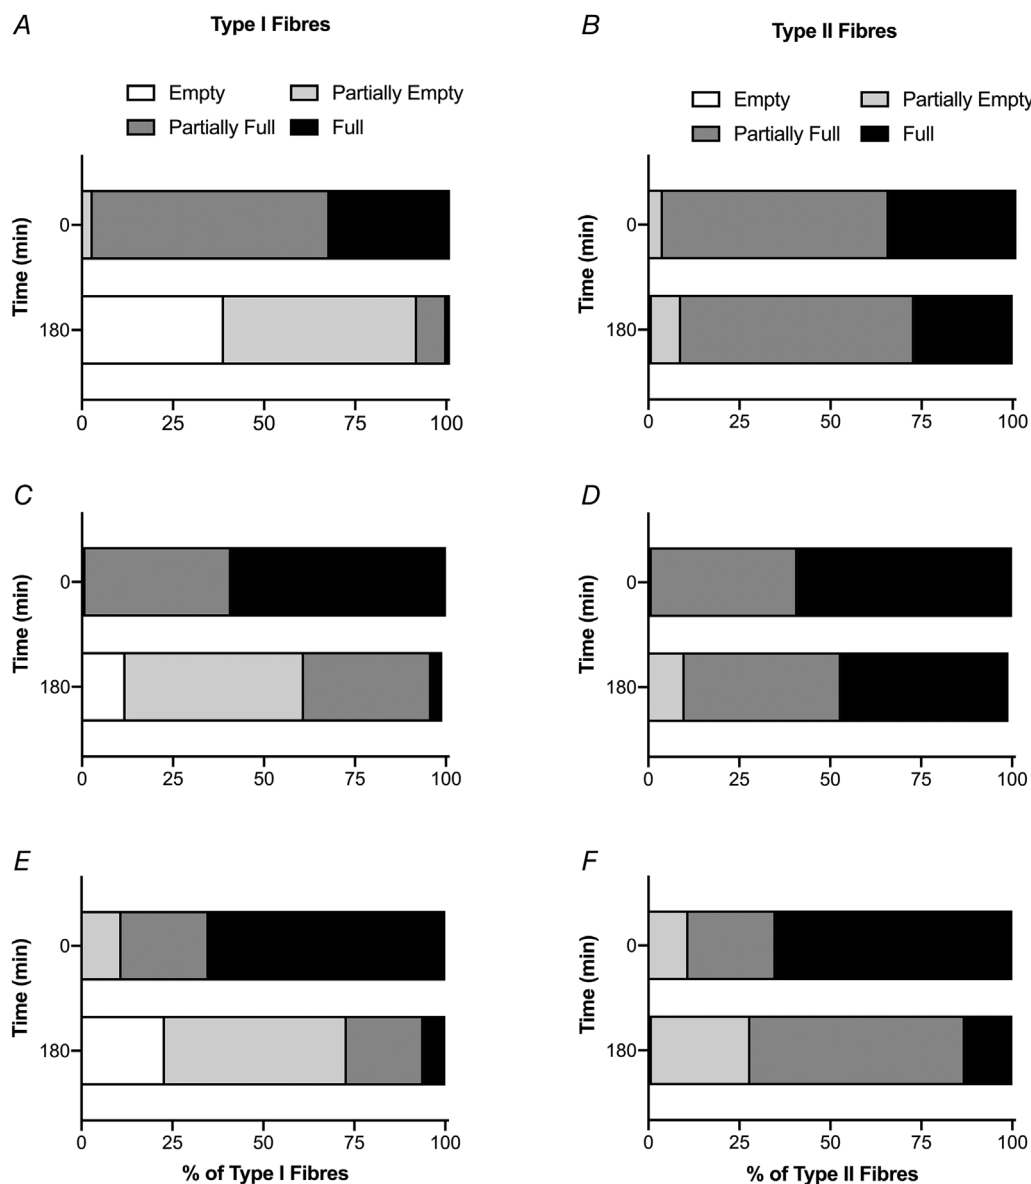 A
Type I Fibres
Empty
Partially Empty
Partially Full
Full
Time (min)
0
180
0
25
50
75
100
B
Type II Fibres
Empty
Partially Empty
Partially Full
Full
Time (min)
0
180
0
25
50
75
100
C
Time (min)
0
180
0
25
50
75
100
D
Time (min)
0
180
0
25
50
75
100
E
Time (min)
0
180
0
25
50
75
100
% of Type I Fibres
F
Time (min)
0
180
0
25
50
75
100
% of Type II Fibres